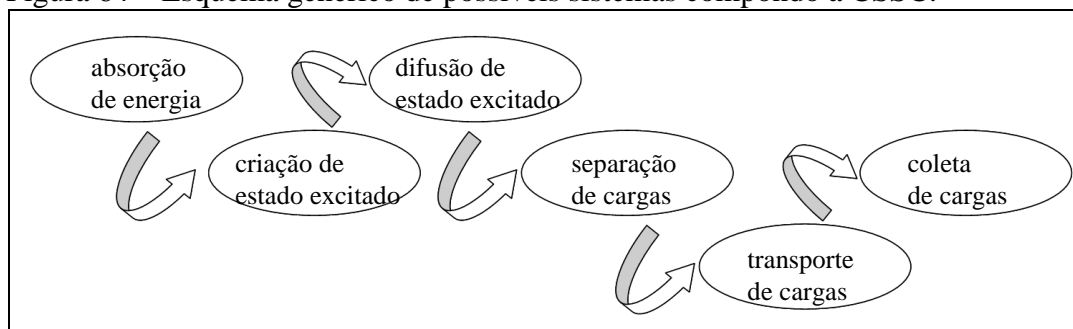 Figura 84 – Esquema genérico de possíveis sistemas compondo a CSSC.
absorção
de energia
criação de
estado excitado
difusão de
estado excitado
separação
de cargas
transporte
de cargas
coleta
de cargas